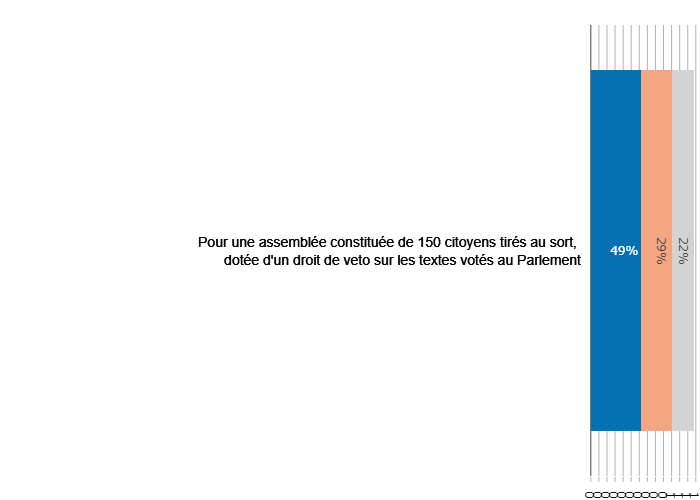 Pour une assemblée constituée de 150 citoyens tirés au sort,
dotée d'un droit de veto sur les textes votés au Parlement
49%
29%
22%